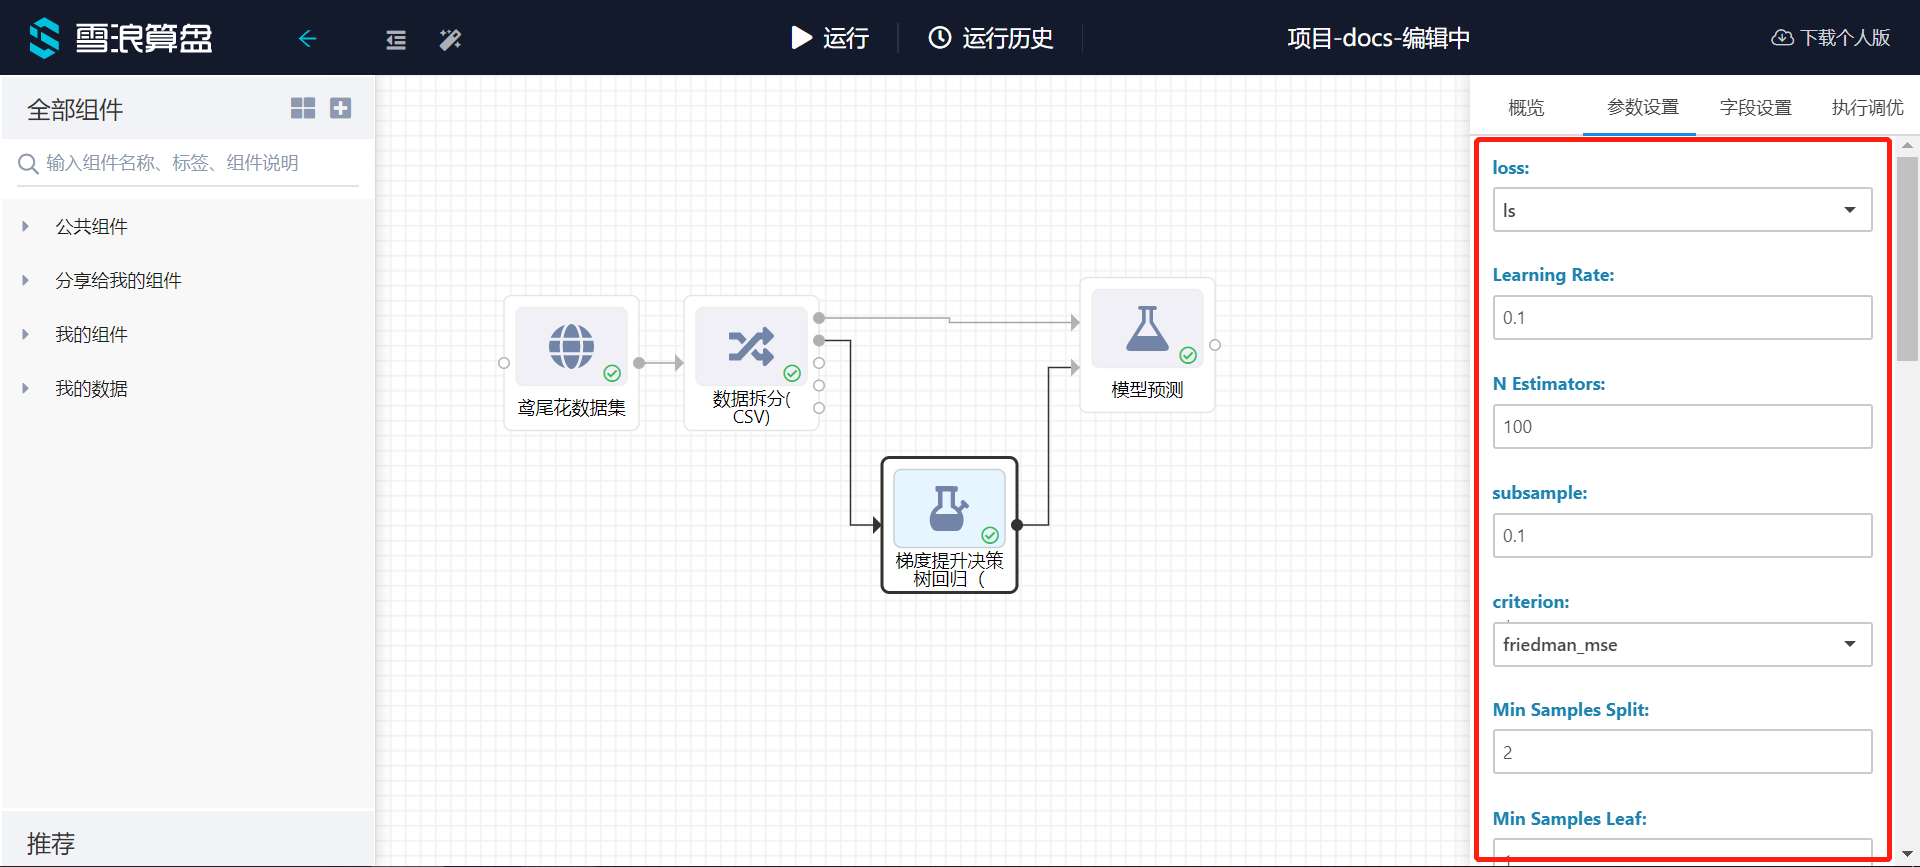 雪浪算盘
运行
运行历史
项目-docs-编辑中
下载个人版
全部组件
输入组件名称、标签、组件说明
公共组件
分享给我的组件
我的组件
我的数据
推荐
鸢尾花数据集
数据拆分(
CSV)
模型预测
梯度提升决策
树回归（
概览
参数设置
字段设置
执行调优
loss:
ls
Learning Rate:
0.1
N Estimators:
100
subsample:
0.1
criterion:
friedman_mse
Min Samples Split:
2
Min Samples Leaf: